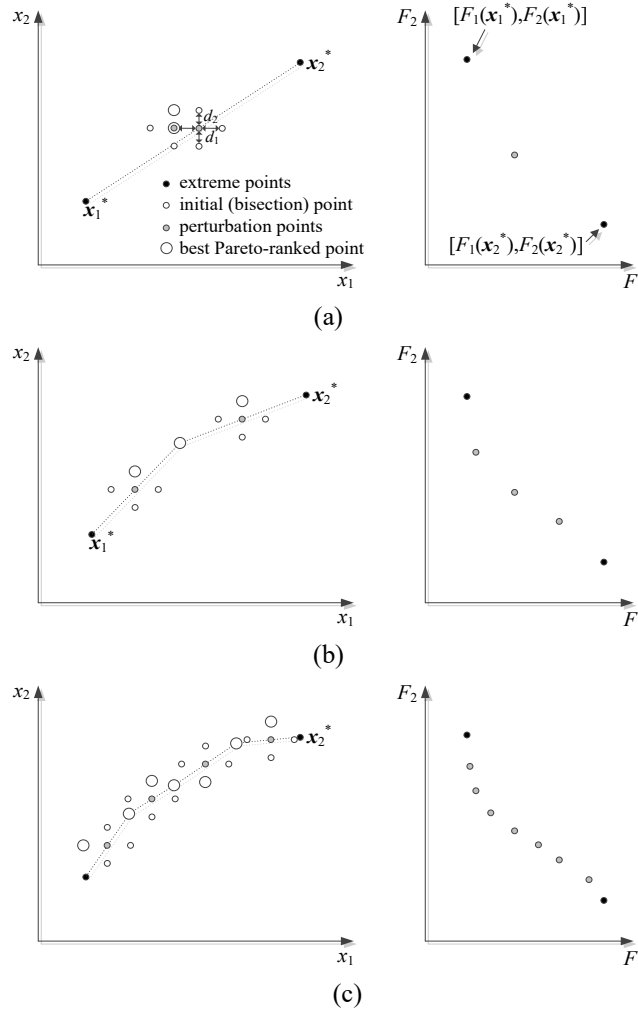 x₂
x₂*
d₂
d₁
x₁*
extreme points
initial (bisection) point
perturbation points
best Pareto-ranked point
x₁
F₂
[F₁(x₁*),F₂(x₁*)]
[F₁(x₂*),F₂(x₂*)]
F
(a)
x₂
x₂*
x₁*
x₁
F₂
F
(b)
x₂
x₂*
x₁
F₂
F
(c)